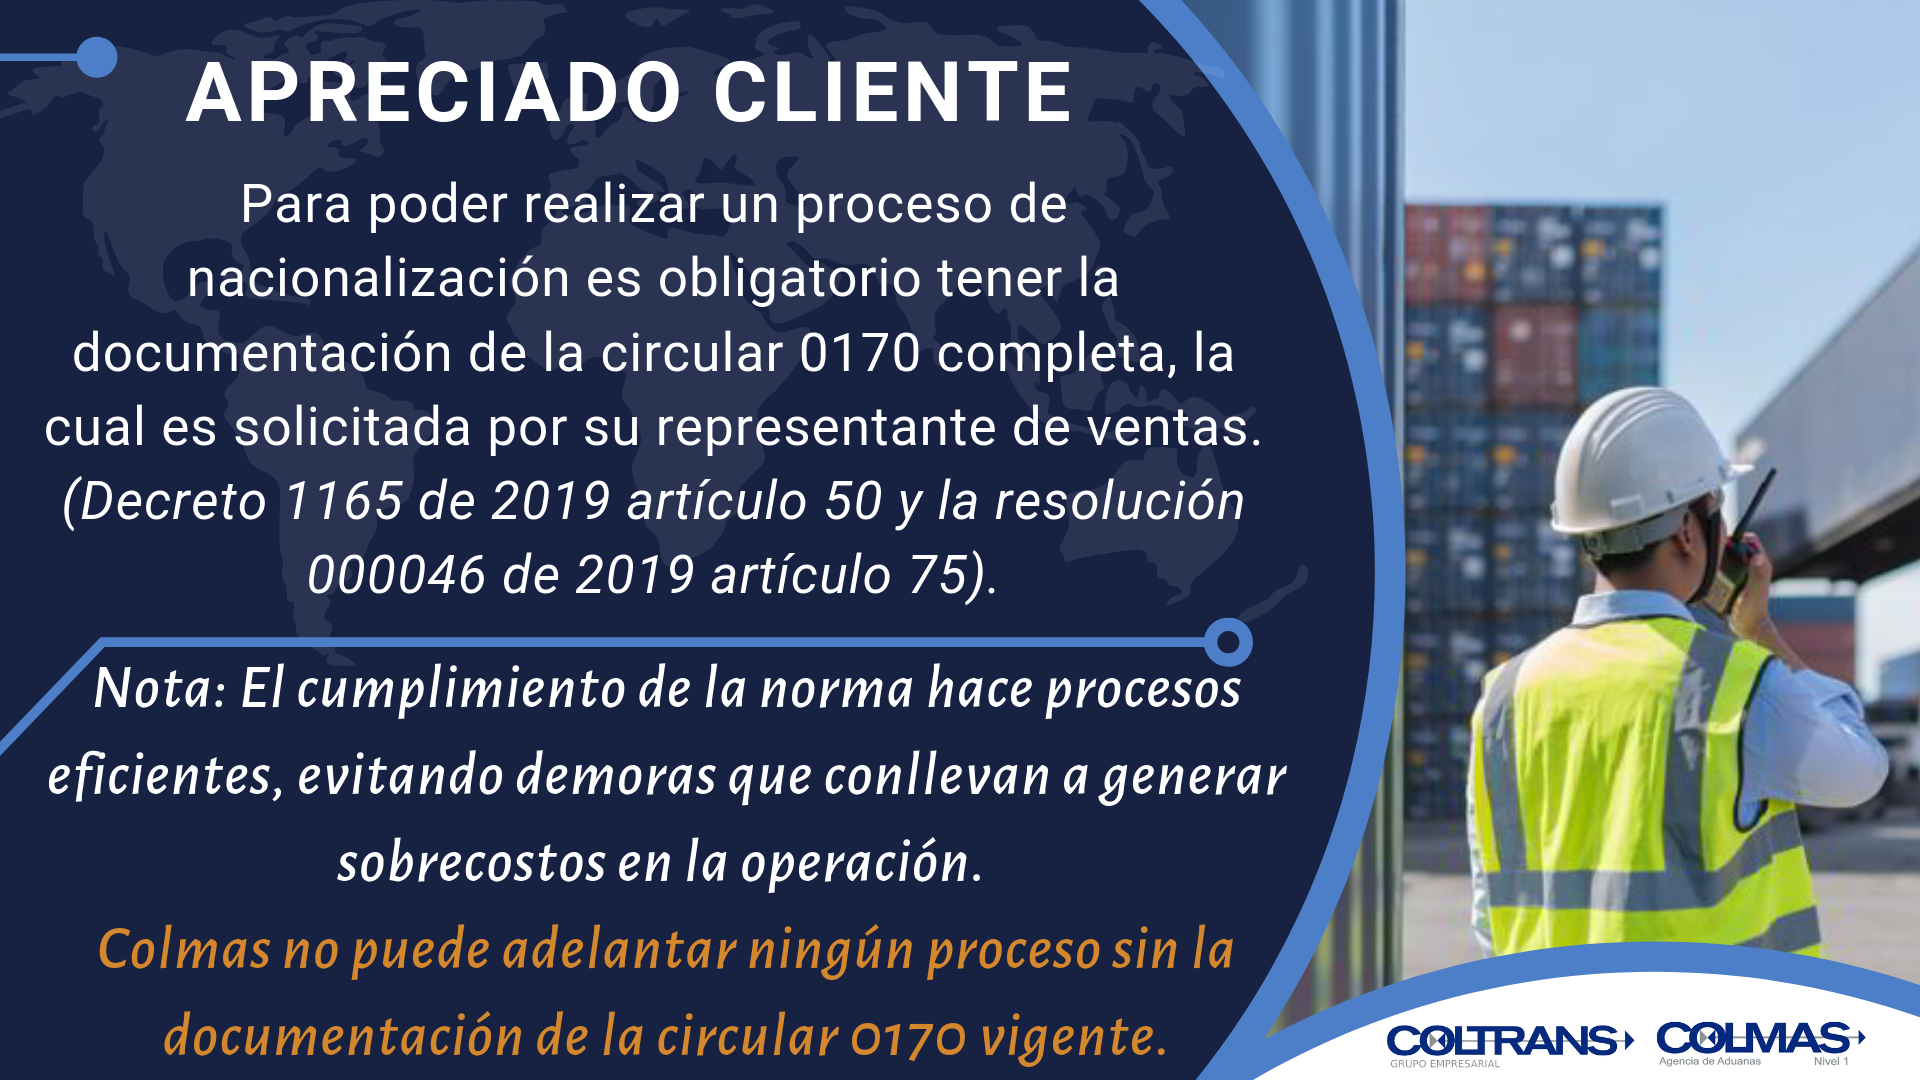 APRECIADO CLIENTE
Para poder realizar un proceso de
nacionalización es obligatorio tener la
documentación de la circular 0170 completa, la
cual es solicitada por su representante de ventas.
(Decreto 1165 de 2019 artículo 50 y la resolución
000046 de 2019 artículo 75).
Nota: El cumplimiento de la norma hace procesos
eficientes, evitando demoras que conllevan a generar
sobrecostos en la operación.
Colmas no puede adelantar ningún proceso sin la
documentación de la circular 0170 vigente.
COLTRANS
GRUPO EMPRESARIAL
COLMAS
Agencia de Aduanas Nivel 1